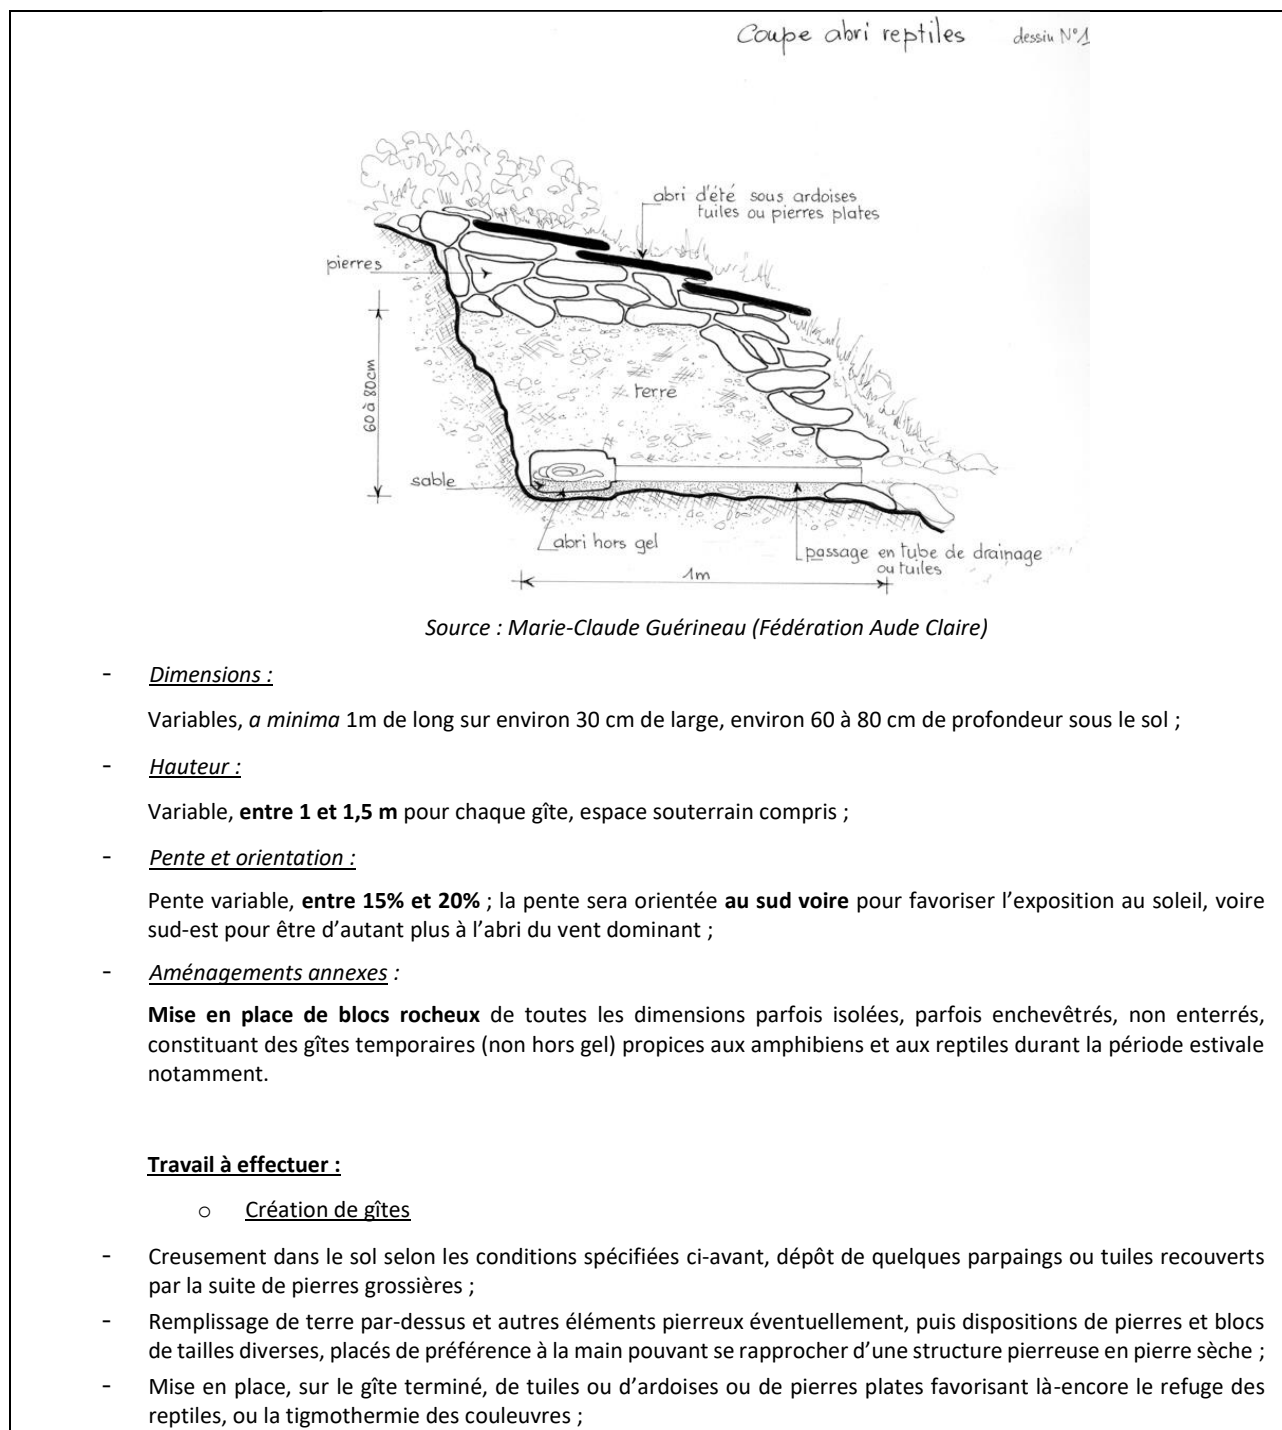 Coupe abri reptiles dessin N°1
abri d'été sous ardoises
tuiles ou pierres plates
pierres
60 à 80cm
terre
sable
abri hors gel
passage en tube de drainage
ou tuiles
1m
Source : Marie-Claude Guérineau (Fédération Aude Claire)
- Dimensions :
Variables, a minima 1m de long sur environ 30 cm de large, environ 60 à 80 cm de profondeur sous le sol ;
- Hauteur :
Variable, entre 1 et 1,5 m pour chaque gîte, espace souterrain compris ;
- Pente et orientation :
Pente variable, entre 15% et 20% ; la pente sera orientée au sud voire pour favoriser l’exposition au soleil, voire
sud-est pour être d’autant plus à l’abri du vent dominant ;
- Aménagements annexes :
Mise en place de blocs rocheux de toutes les dimensions parfois isolées, parfois enchevêtrés, non enterrés,
constituant des gîtes temporaires (non hors gel) propices aux amphibiens et aux reptiles durant la période estivale
notamment.
Travail à effectuer :
o Création de gîtes
- Creusement dans le sol selon les conditions spécifiées ci-avant, dépôt de quelques parpaings ou tuiles recouverts
par la suite de pierres grossières ;
- Remplissage de terre par-dessus et autres éléments pierreux éventuellement, puis dispositions de pierres et blocs
de tailles diverses, placés de préférence à la main pouvant se rapprocher d’une structure pierreuse en pierre sèche ;
- Mise en place, sur le gîte terminé, de tuiles ou d’ardoises ou de pierres plates favorisant là-encore le refuge des
reptiles, ou la tigmothermie des couleuvres ;